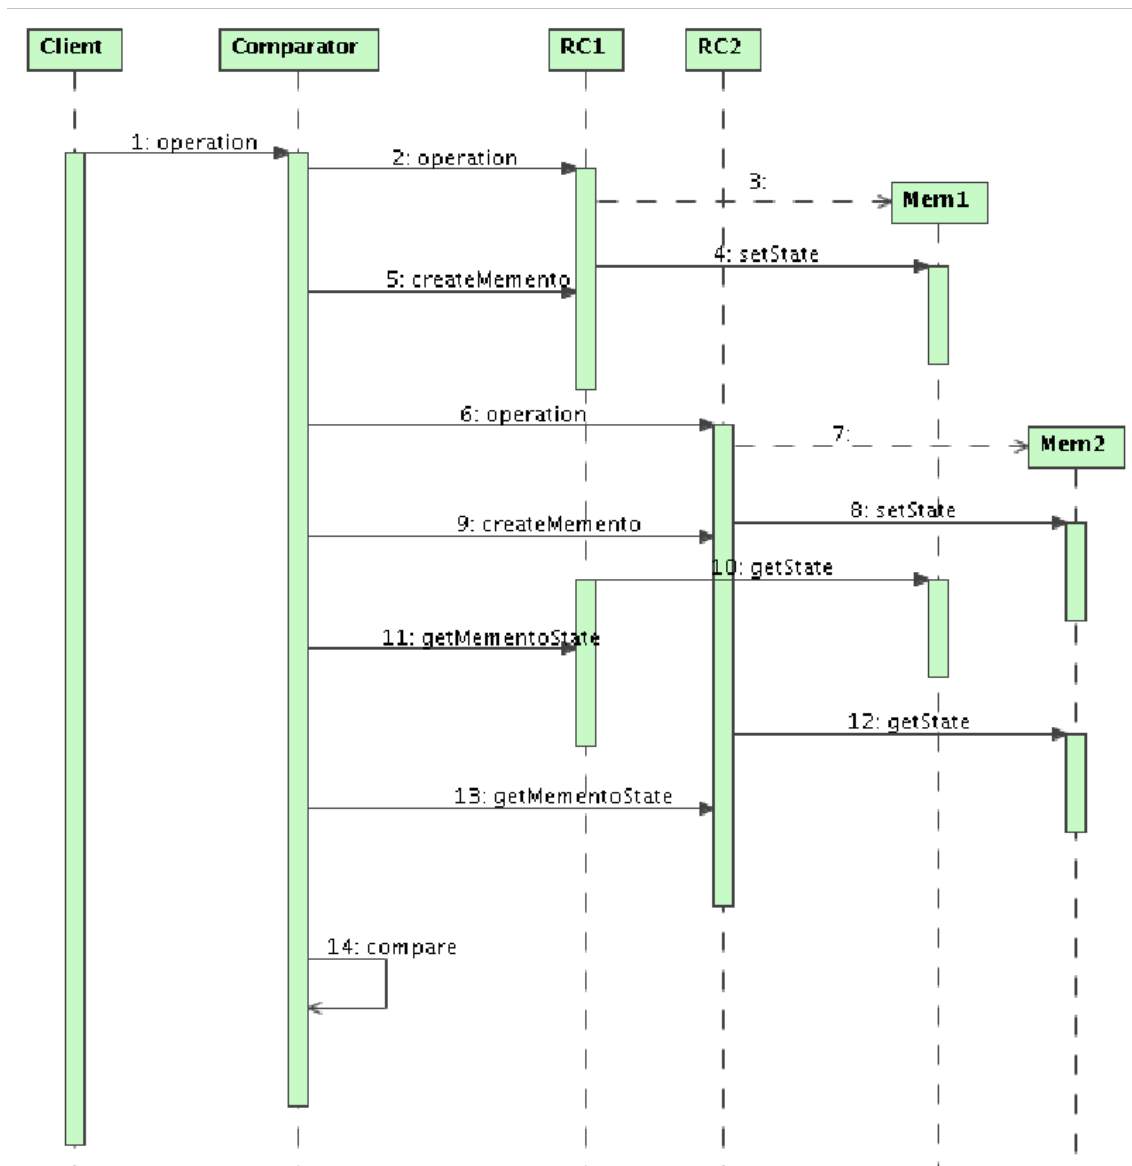 Client
Comparator
RC1
RC2
1: operation
2: operation
3:
Mem1
4: setState
5: createMemento
6: operation
7:
Mem2
8: setState
9: createMemento
10: getState
11: getMementoState
12: getState
13: getMementoState
14: compare